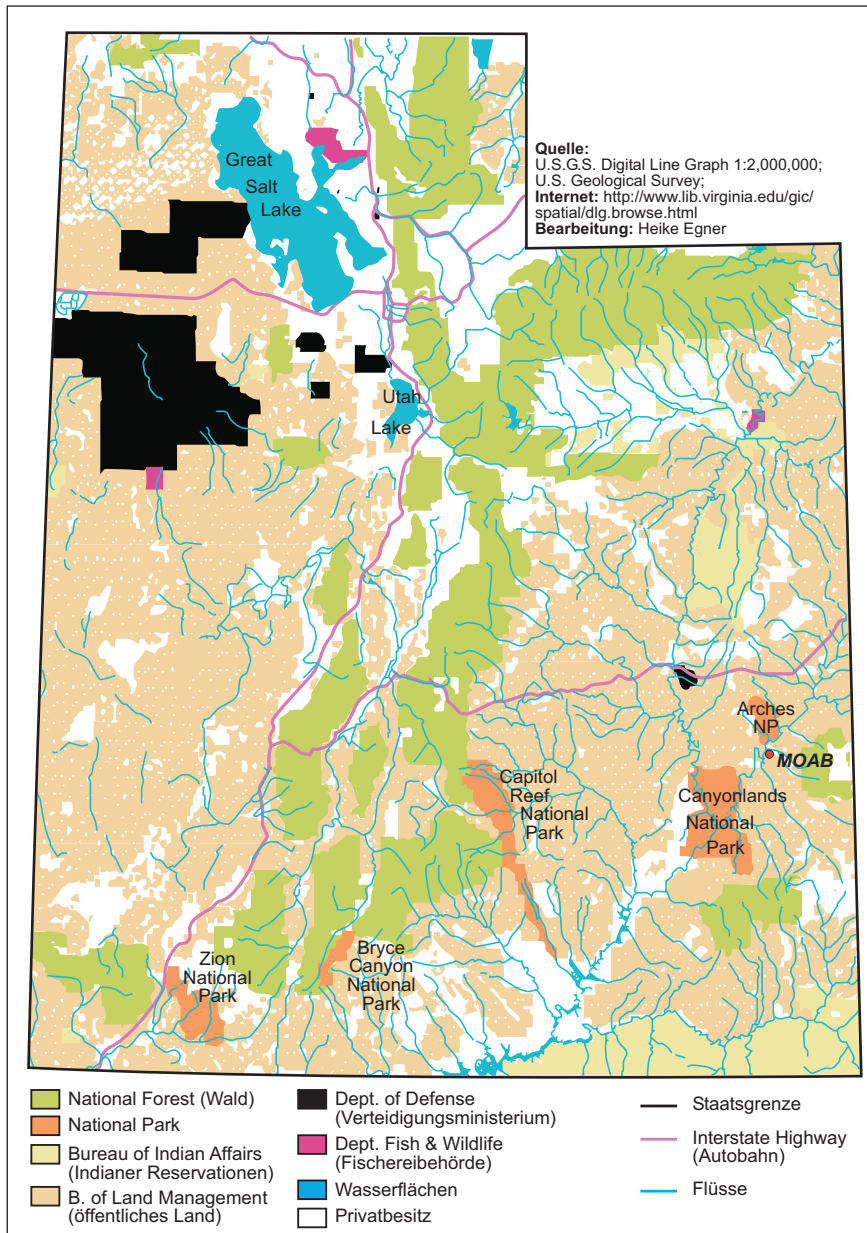 Quelle:
U.S.G.S. Digital Line Graph 1:2,000,000;
U.S. Geological Survey;
Internet: http://www.lib.virginia.edu/gic/
spatial/dlg.browse.html
Bearbeitung: Heike Egner
Great
Salt
Lake
Utah
Lake
Arches
NP
MOAB
Capitol
Reef
National
Park
Canyonlands
National
Park
Zion
National
Park
Bryce
Canyon
National
Park
National Forest (Wald)
National Park
Bureau of Indian Affairs
(Indianer Reservationen)
B. of Land Management
(öffentliches Land)
Dept. of Defense
(Verteidigungsministerium)
Dept. Fish & Wildlife
(Fischereibehörde)
Wasserflächen
Privatbesitz
Staatsgrenze
Interstate Highway
(Autobahn)
Flüsse